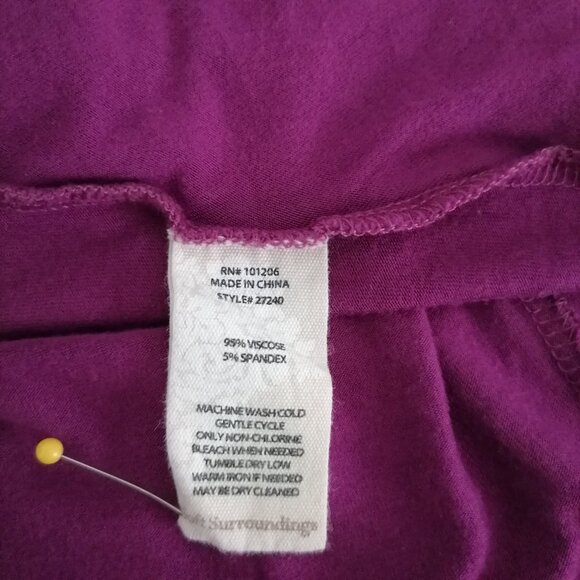 RN# 101206
MADE IN CHINA
STYLE# 27240
95% VISCOSE
5% SPANDEX
MACHINE WASH COLD
GENTLE CYCLE
ONLY NON-CHLORINE
BLEACH WHEN NEEDED
TUMBLE DRY LOW
WARM IRON IF NEEDED
MAY BE DRY CLEANED
Surroundings